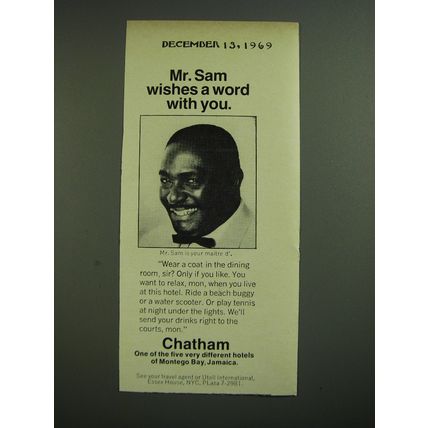 DECEMBER 13, 1969
Mr. Sam
wishes a word
with you.
Mr. Sam is your maitre d'.
"Wear a coat in the dining
room, sir? Only if you like. You
want to relax, mon, when you live
at this hotel. Ride a beach buggy
or a water scooter. Or play tennis
at night under the lights. We'll
send your drinks right to the
courts, mon."
Chatham
One of the five very different hotels
of Montego Bay, Jamaica.
See your travel agent or Utell International,
Essex House, NYC, PLaza 7-2981.